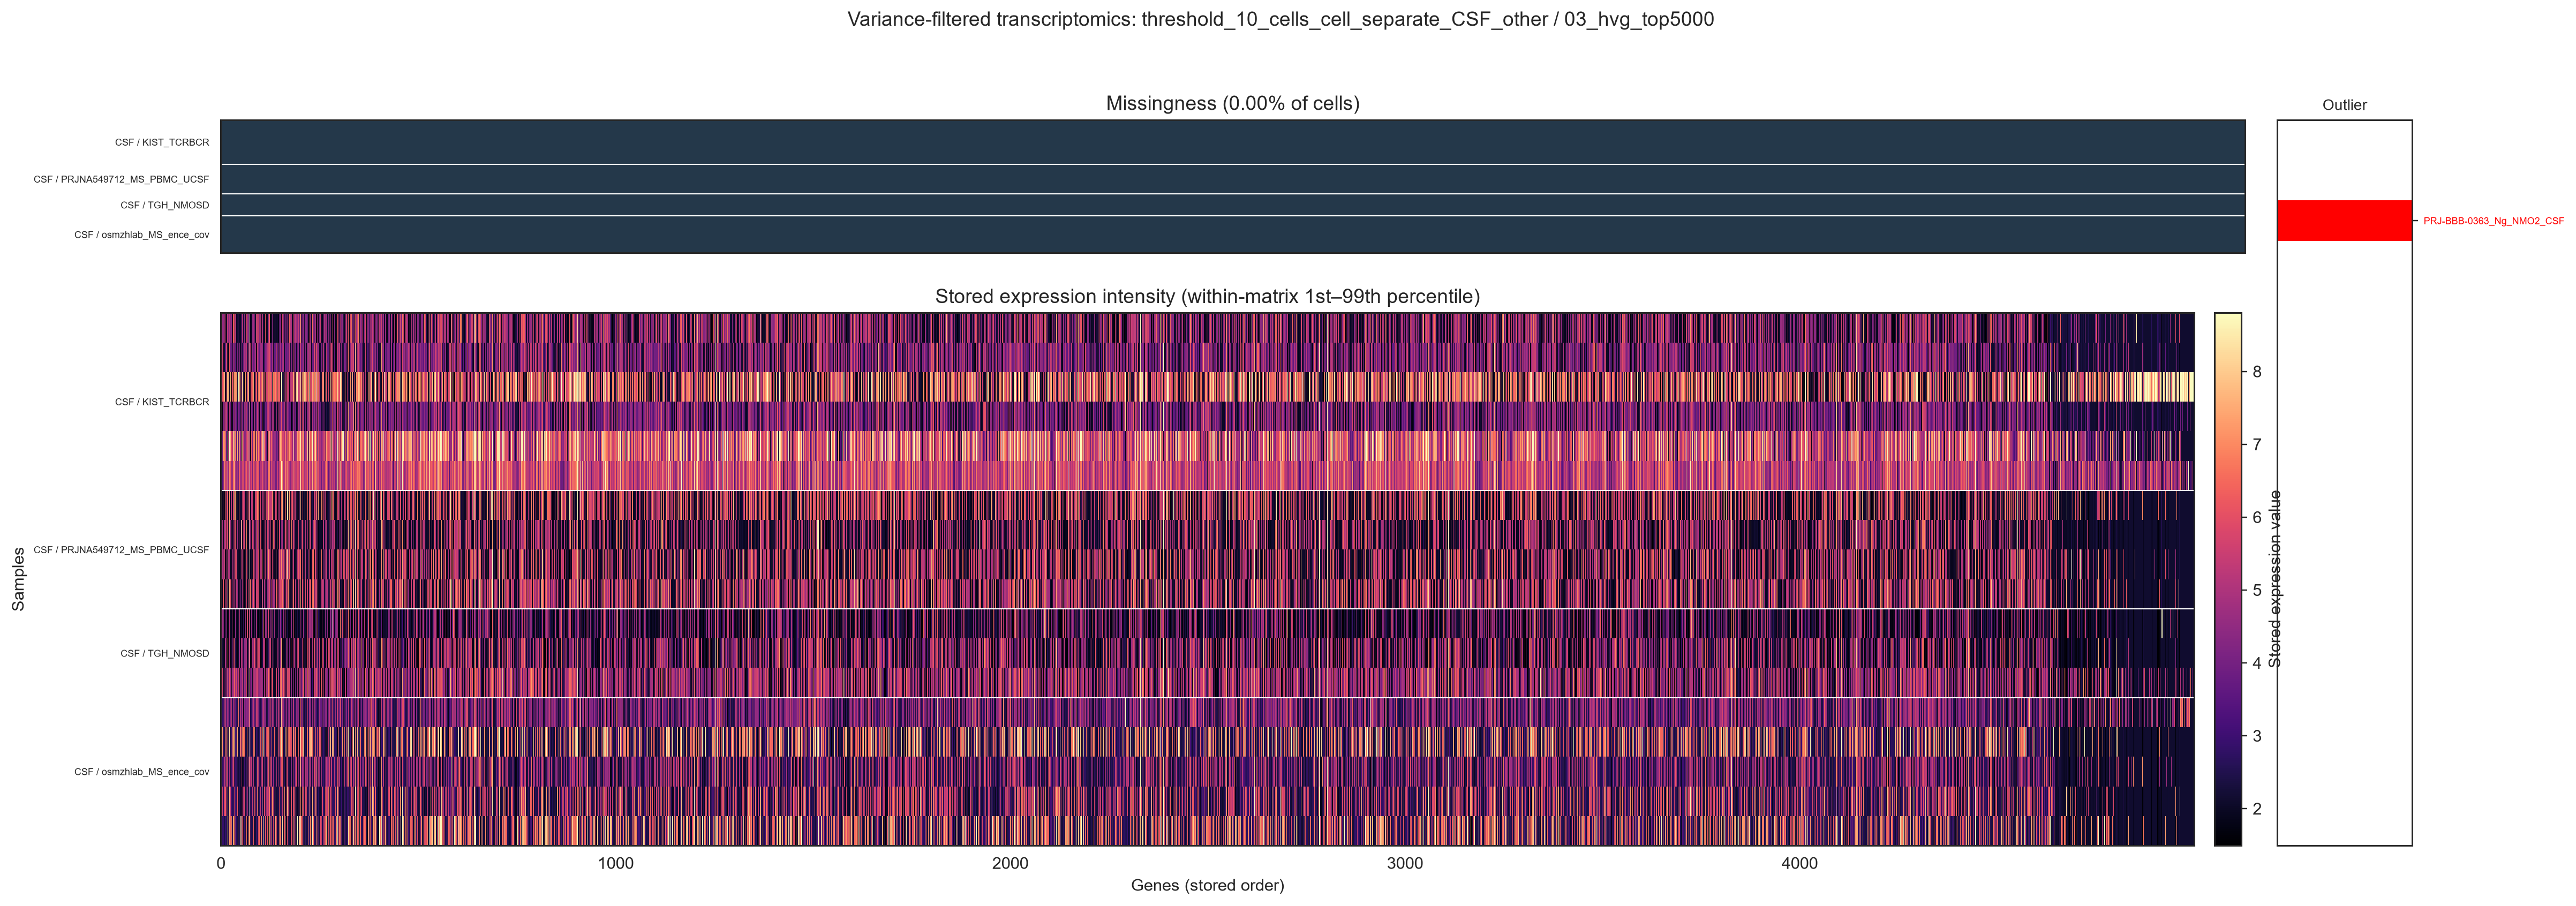 Variance-filtered transcriptomics: threshold_10_cells_cell_separate_CSF_other / 03_hvg_top5000
Missingness (0.00% of cells)
Outlier
CSF / KIST_TCRBCR
CSF / PRJNA549712_MS_PBMC_UCSF
CSF / TGH_NMOSD
CSF / osmzhlab_MS_ence_cov
PRJ-BBB-0363_Ng_NMO2_CSF
Stored expression intensity (within-matrix 1st–99th percentile)
Samples
CSF / KIST_TCRBCR
CSF / PRJNA549712_MS_PBMC_UCSF
CSF / TGH_NMOSD
CSF / osmzhlab_MS_ence_cov
8
7
6
5
4
3
2
Stored expression value
0 1000 2000 3000 4000
Genes (stored order)